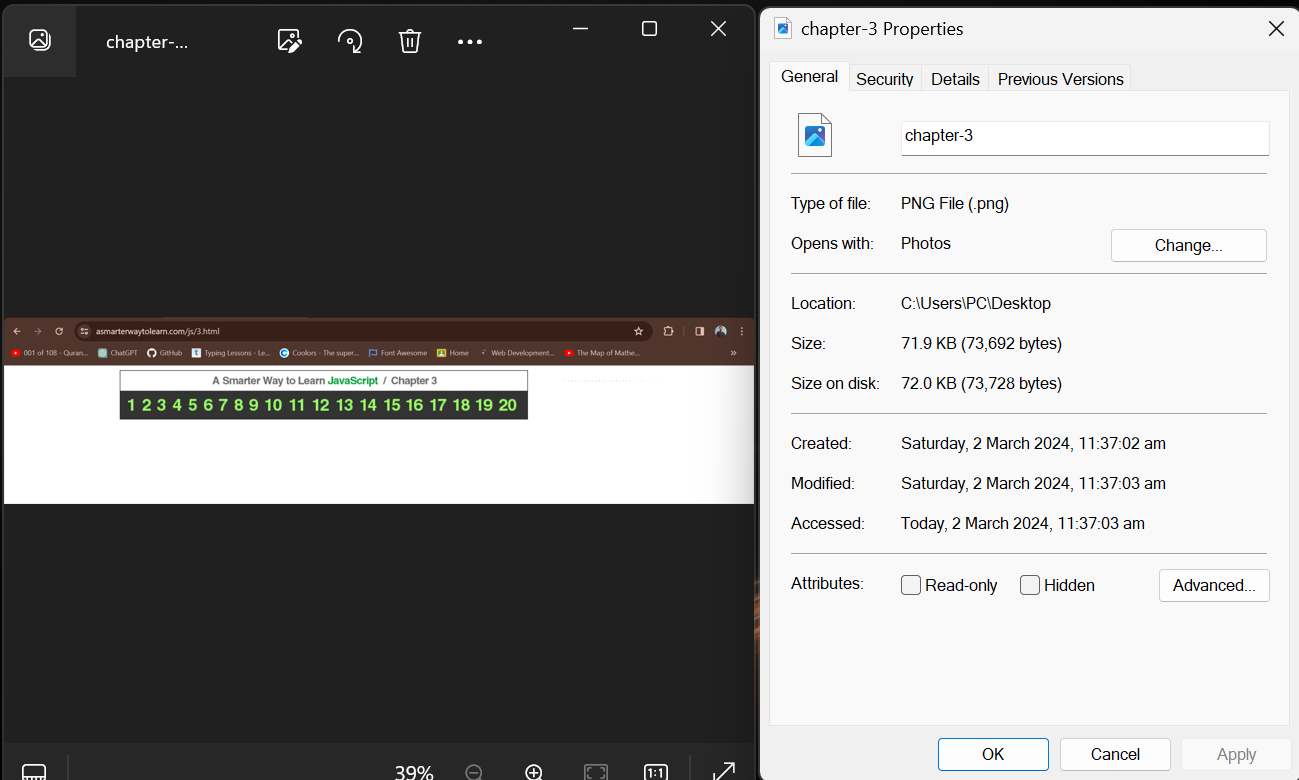 chapter-...
asmarterwaytolearn.com/js/3.html
001 of 108 - Quran... ChatGPT GitHub Typing Lessons - Le... Coolors - The super... Font Awesome Home Web Development... The Map of Mathe... »
A Smarter Way to Learn JavaScript / Chapter 3
1 2 3 4 5 6 7 8 9 10 11 12 13 14 15 16 17 18 19 20
39%
1:1
chapter-3 Properties
General Security Details Previous Versions
chapter-3
Type of file: PNG File (.png)
Opens with: Photos Change...
Location: C:\Users\PC\Desktop
Size: 71.9 KB (73,692 bytes)
Size on disk: 72.0 KB (73,728 bytes)
Created: Saturday, 2 March 2024, 11:37:02 am
Modified: Saturday, 2 March 2024, 11:37:03 am
Accessed: Today, 2 March 2024, 11:37:03 am
Attributes: Read-only Hidden Advanced...
OK Cancel Apply